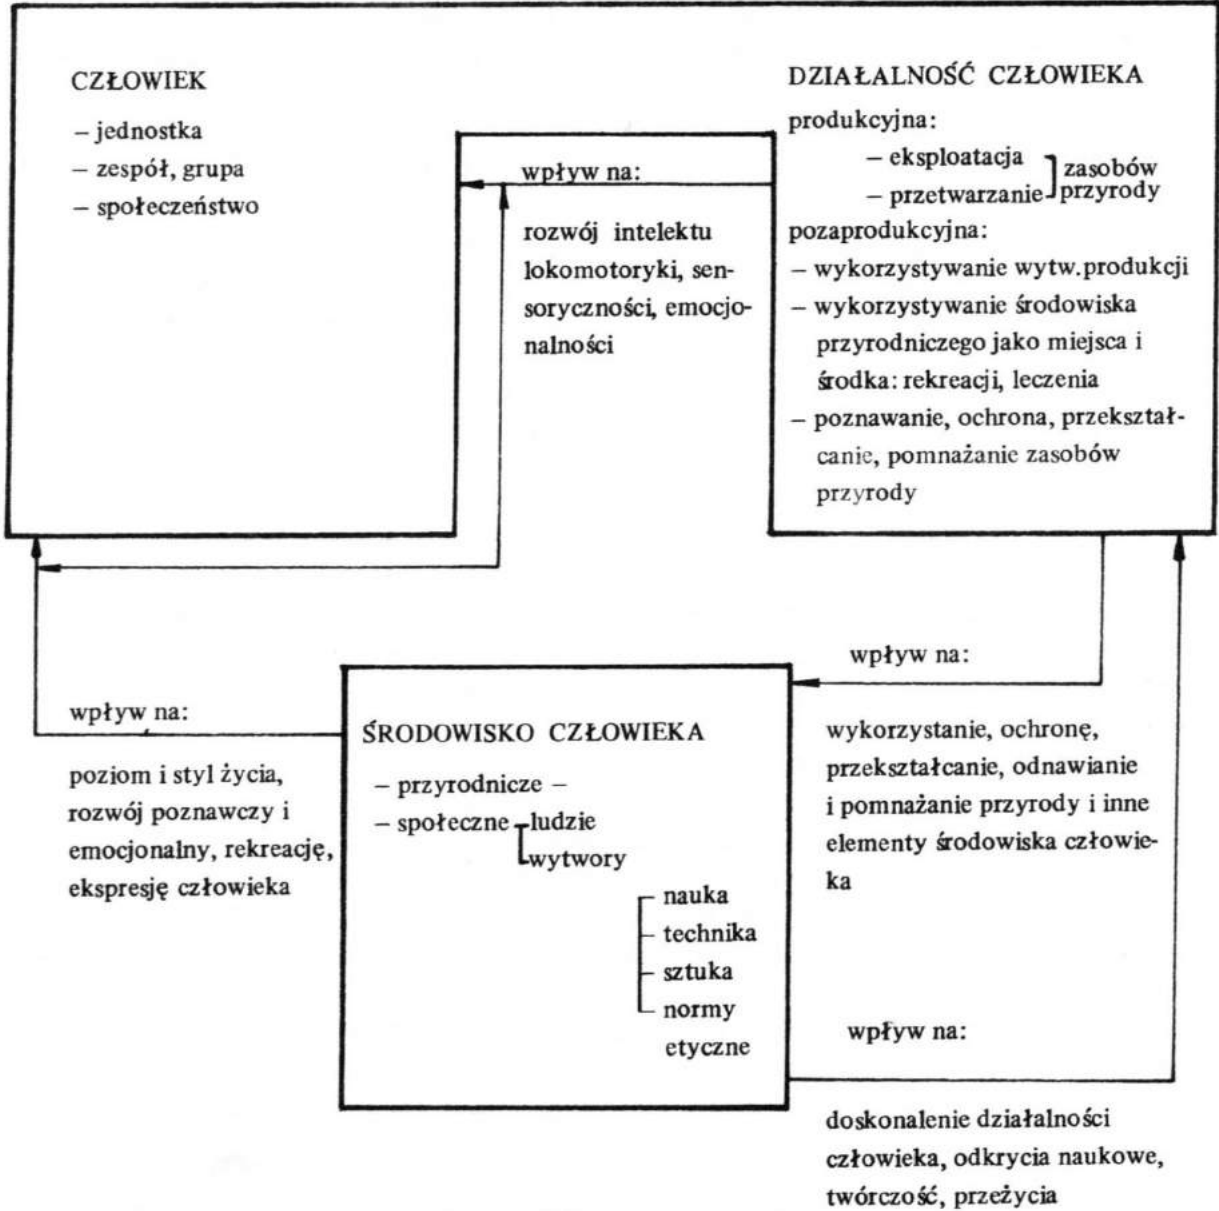 CZŁOWIEK
– jednostka
– zespół, grupa
– społeczeństwo
wpływ na:
rozwój intelektu
lokomotoryki, sen-
soryczności, emocjo-
nalności
DZIAŁALNOŚĆ CZŁOWIEKA
produkcyjna:
– eksploatacja
– przetwarzanie
zasobów
przyrody
pozaprodukcyjna:
– wykorzystywanie wytw.produkcji
– wykorzystywanie środowiska
przyrodniczego jako miejsca i
środka: rekreacji, leczenia
– poznawanie, ochrona, przekształ-
canie, pomnażanie zasobów
przyrody
wpływ na:
poziom i styl życia,
rozwój poznawczy i
emocjonalny, rekreację,
ekspresję człowieka
ŚRODOWISKO CZŁOWIEKA
– przyrodnicze –
– społeczne
ludzie
wytwory
nauka
technika
sztuka
normy
etyczne
wpływ na:
wykorzystanie, ochronę,
przekształcanie, odnawianie
i pomnażanie przyrody i inne
elementy środowiska człowie-
ka
wpływ na:
doskonalenie działalności
człowieka, odkrycia naukowe,
twórczość, przeżycia